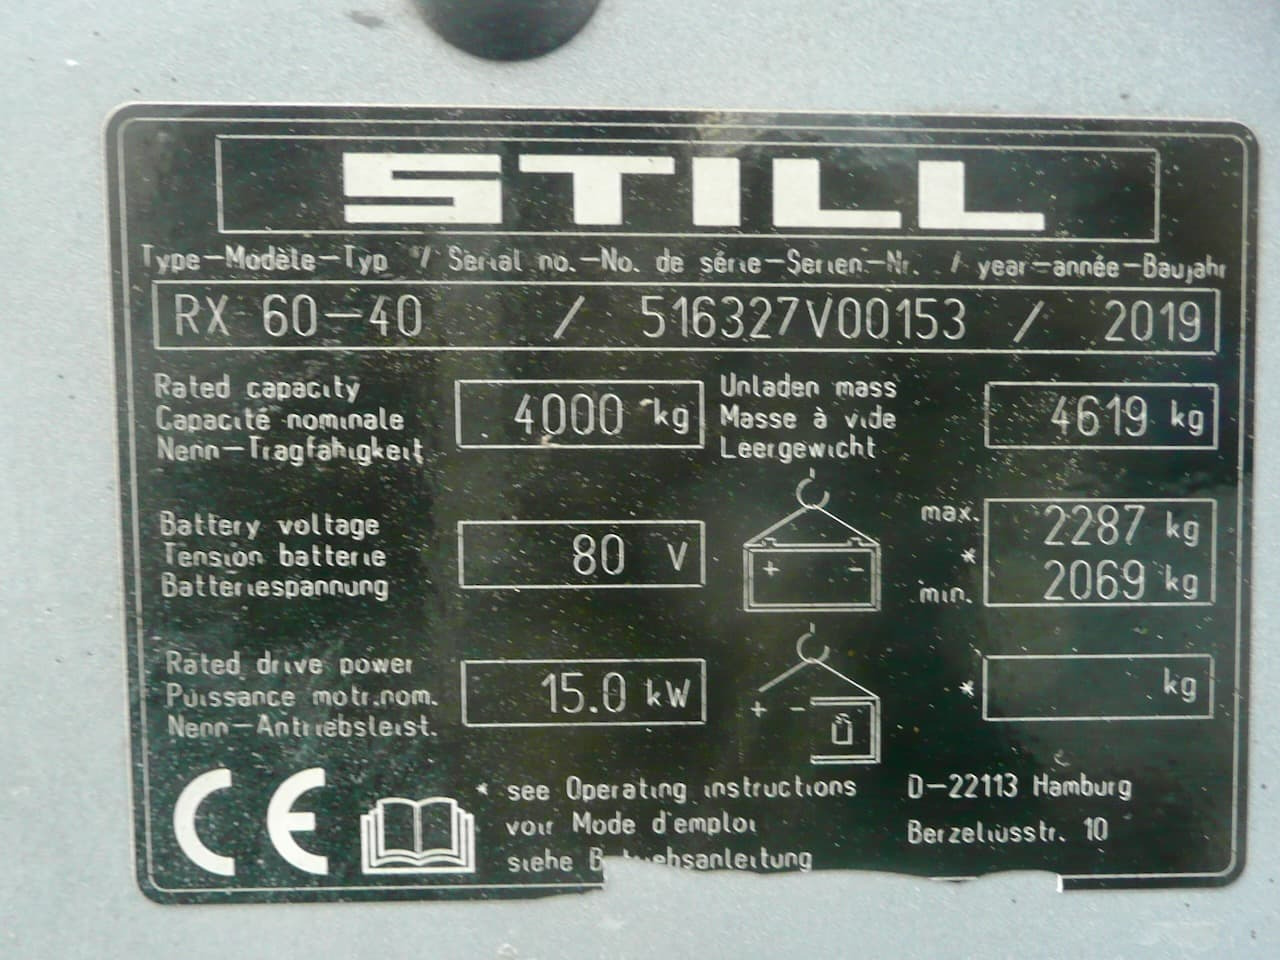 STILL
Type-Modèle-Typ / Serial no.-No. de série-Serien-Nr. / year-année-Baujahr
RX 60-40 / 516327V00153 / 2019
Rated capacity
Capacité nominale
Nenn-Tragfähigkeit
4000 kg
Unladen mass
Masse à vide
Leergewicht
4619 kg
Battery voltage
Tension batterie
Batteriespannung
80 V
max. 2287 kg
*
min. 2069 kg
+ -
Rated drive power
Puissance motr.nom.
Nenn-Antriebsleist.
15.0 kW
+ -
* kg
CE
* see Operating instructions
voir Mode d'emploi
siehe Betriebsanleitung
D-22113 Hamburg
Berzeliusstr. 10